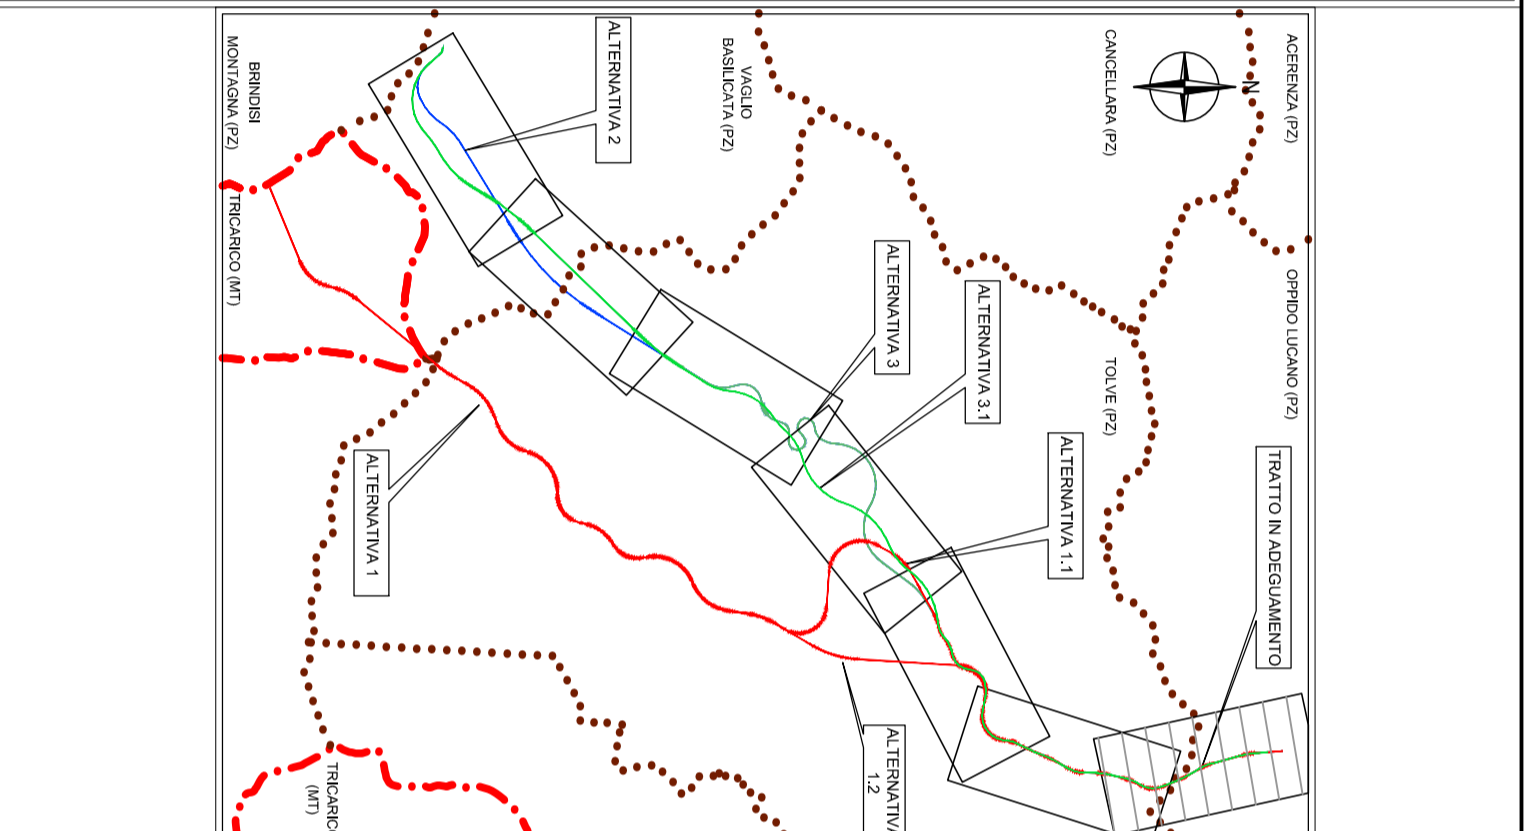 ACERENZA (PZ)
OPPIDO LUCANO (PZ)
TRATTO IN ADEGUAMENTO
N
CANCELLARA (PZ)
TOLVE (PZ)
ALTERNATIVA 1.1
ALTERNATIVA 3.1
ALTERNATIVA 3
ALTERNATIVA
1.2
VAGLIO
BASILICATA (PZ)
ALTERNATIVA 2
ALTERNATIVA 1
BRINDISI
MONTAGNA (PZ)
TRICARICO (MT)
TRICARICO
(MT)